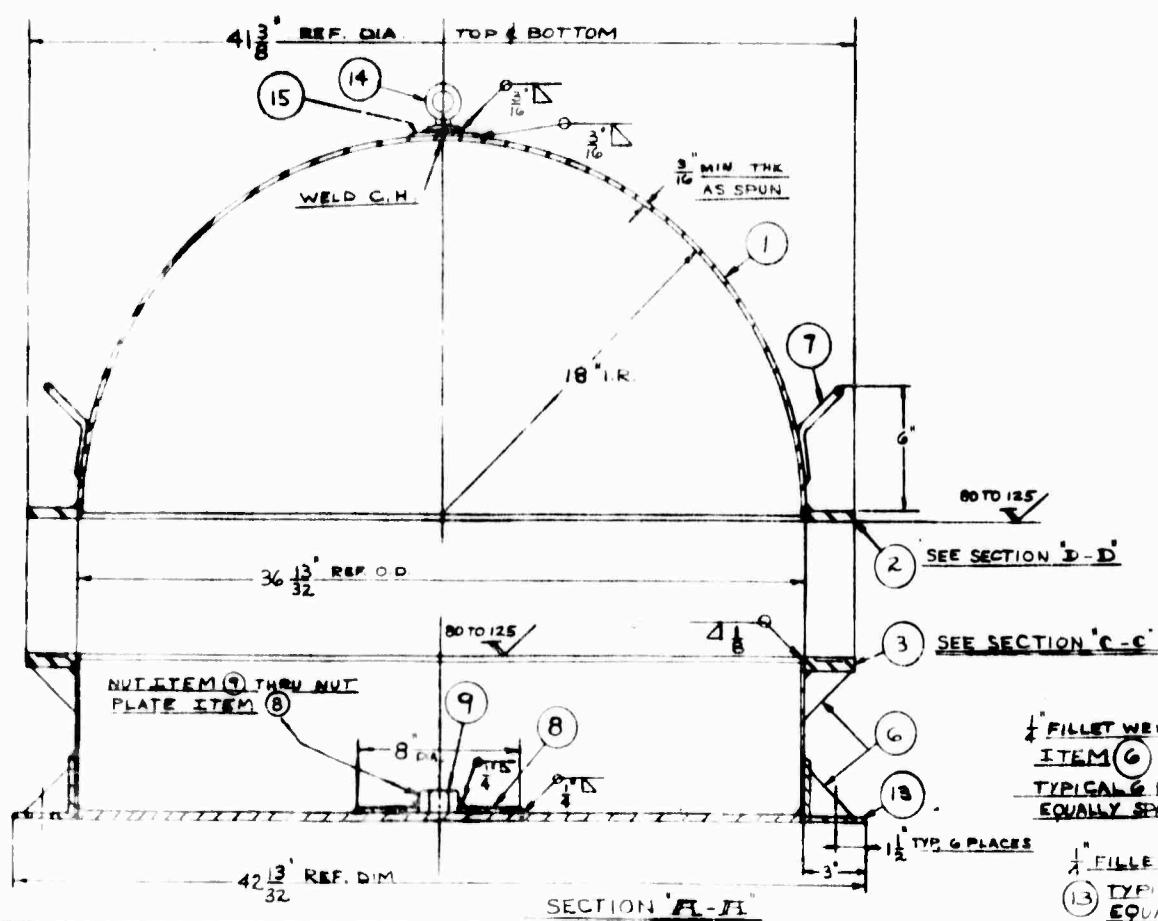 41 3/8" REF. DIA. TOP & BOTTOM
14
15
3/16"
3/16"
WELD C.H.
3/16" MIN. THK
AS SPUN
1
7
18" I.R.
6"
80 TO 125
2 SEE SECTION "D-D"
36 13/32" REF. O.D.
80 TO 125
1/8
3 SEE SECTION "C-C"
NUT ITEM 9 THRU NUT
PLATE ITEM 8
9
8
8" DIA.
1/4"
1/4"
6
1/4" FILLET WE
ITEM 6
TYPICAL 6
EQUALLY SP
13
1 1/2" TYP. 6 PLACES
3"
42 13/32" REF. DIM.
1/4" FILLE
13 TYPI
EQU
SECTION "A-A"